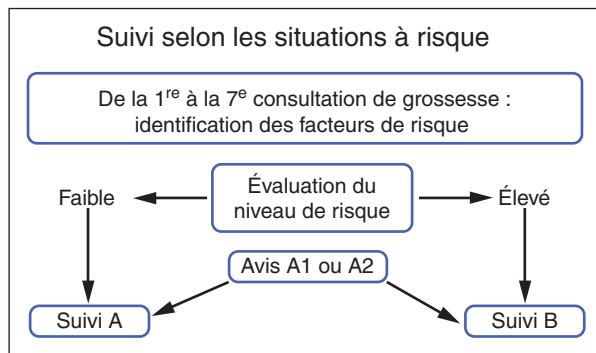 Suivi selon les situations à risque
De la 1re à la 7e consultation de grossesse :
identification des facteurs de risque
Faible
Évaluation du
niveau de risque
Élevé
Avis A1 ou A2
Suivi A
Suivi B